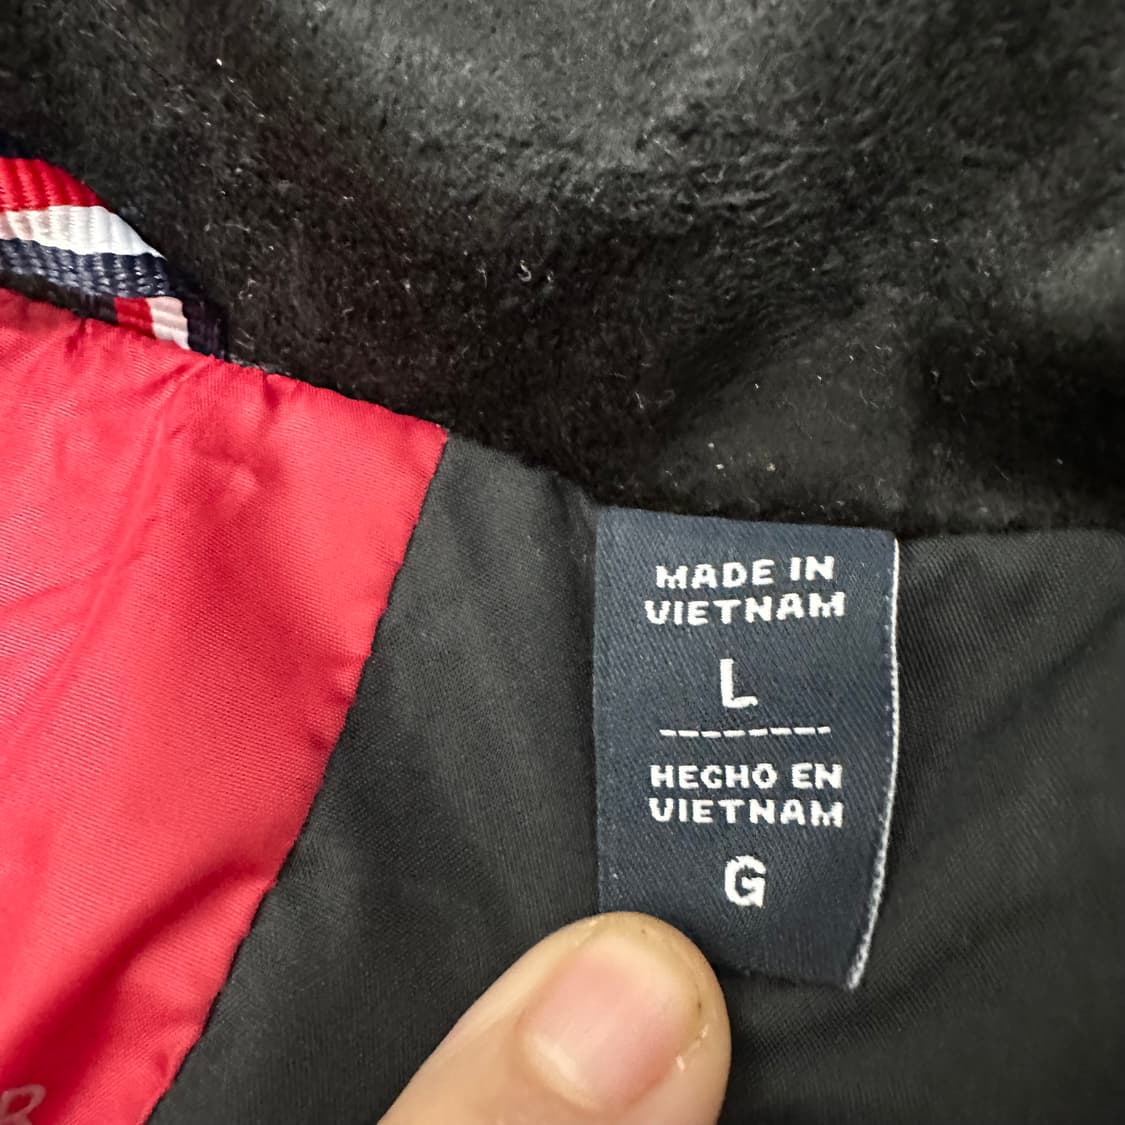 MADE IN
VIETNAM
L
HECHO EN
VIETNAM
G
R